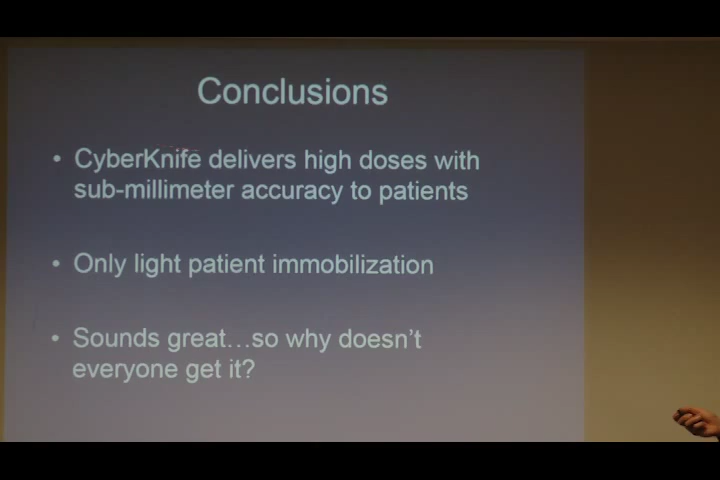 Conclusions
• CyberKnife delivers high doses with
sub-millimeter accuracy to patients
• Only light patient immobilization
• Sounds great…so why doesn't
everyone get it?